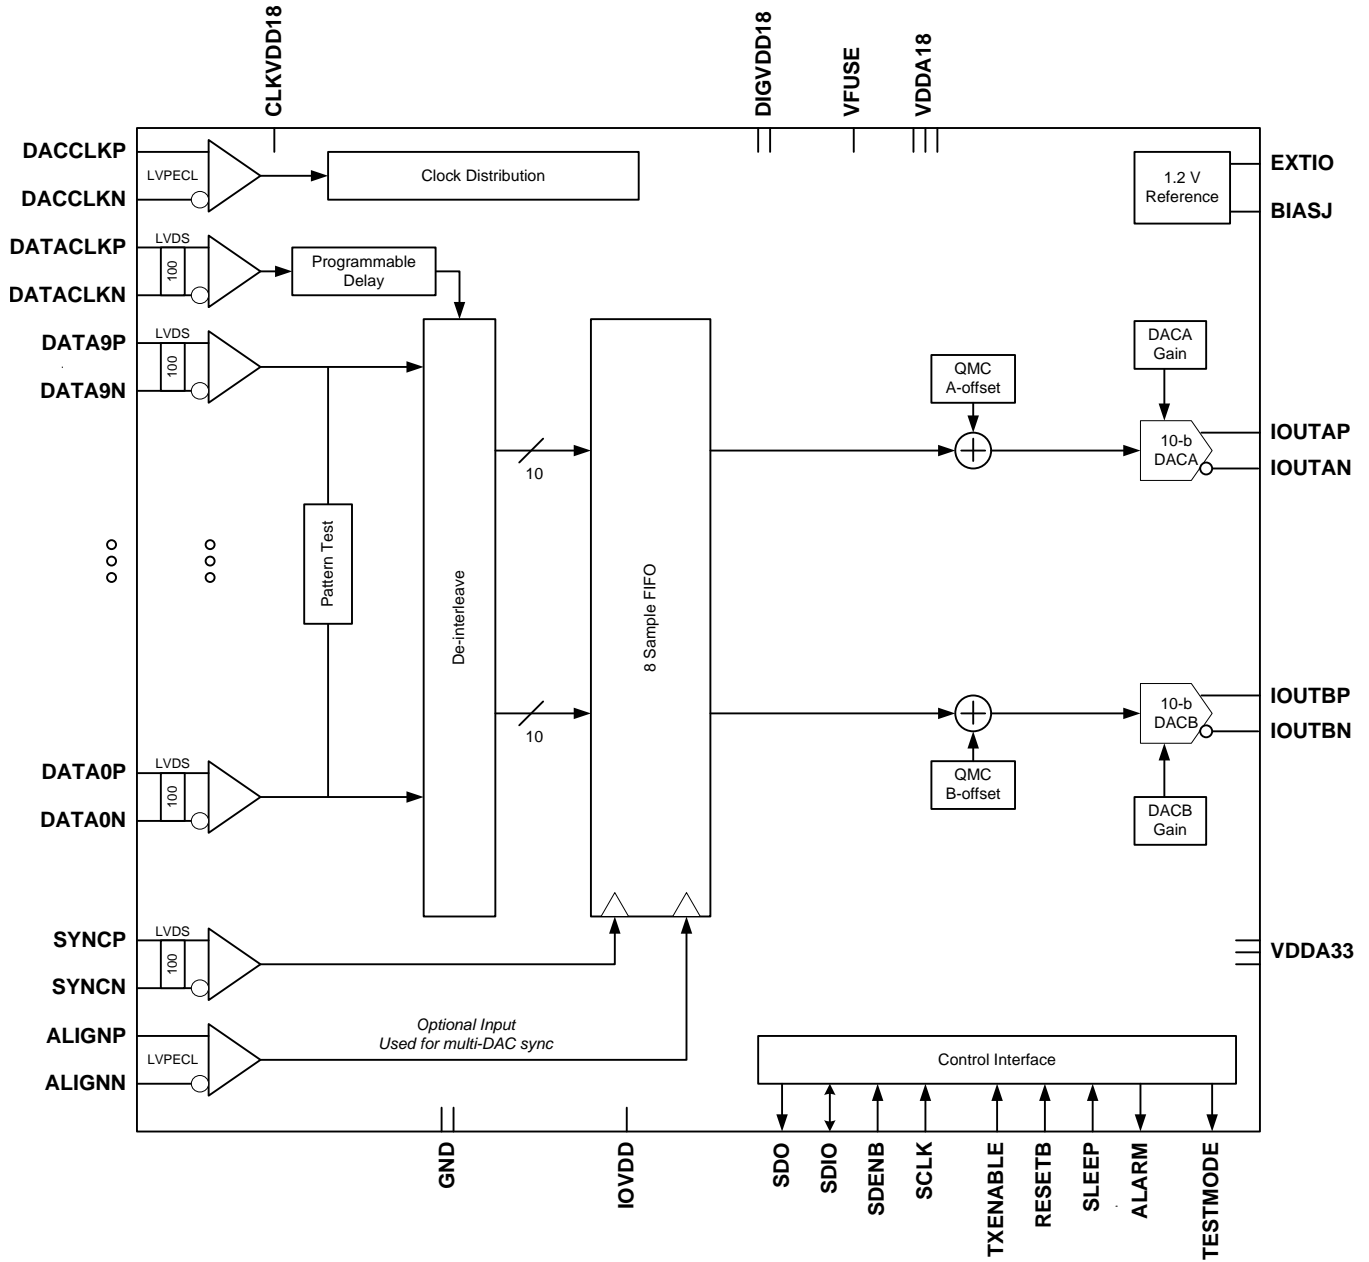 CLKVDD18
DIGVDD18
VFUSE
VDDA18
DACCLKP
LVPECL
DACCLKN
Clock Distribution
1.2 V
Reference
EXTIO
BIASJ
DATACLKP
LVDS
100
DATACLKN
Programmable
Delay
DATA9P
LVDS
100
DATA9N
DACA
Gain
QMC
A-offset
10
10-b
DACA
IOUTAP
IOUTAN
Pattern Test
De-interleave
8 Sample FIFO
10
10-b
DACB
IOUTBP
IOUTBN
QMC
B-offset
DACB
Gain
DATA0P
LVDS
100
DATA0N
SYNCP
LVDS
100
SYNCN
VDDA33
ALIGNP
LVPECL
ALIGNN
Optional Input
Used for multi-DAC sync
Control Interface
GND
IOVDD
SDO
SDIO
SDENB
SCLK
TXENABLE
RESETB
SLEEP
ALARM
TESTMODE